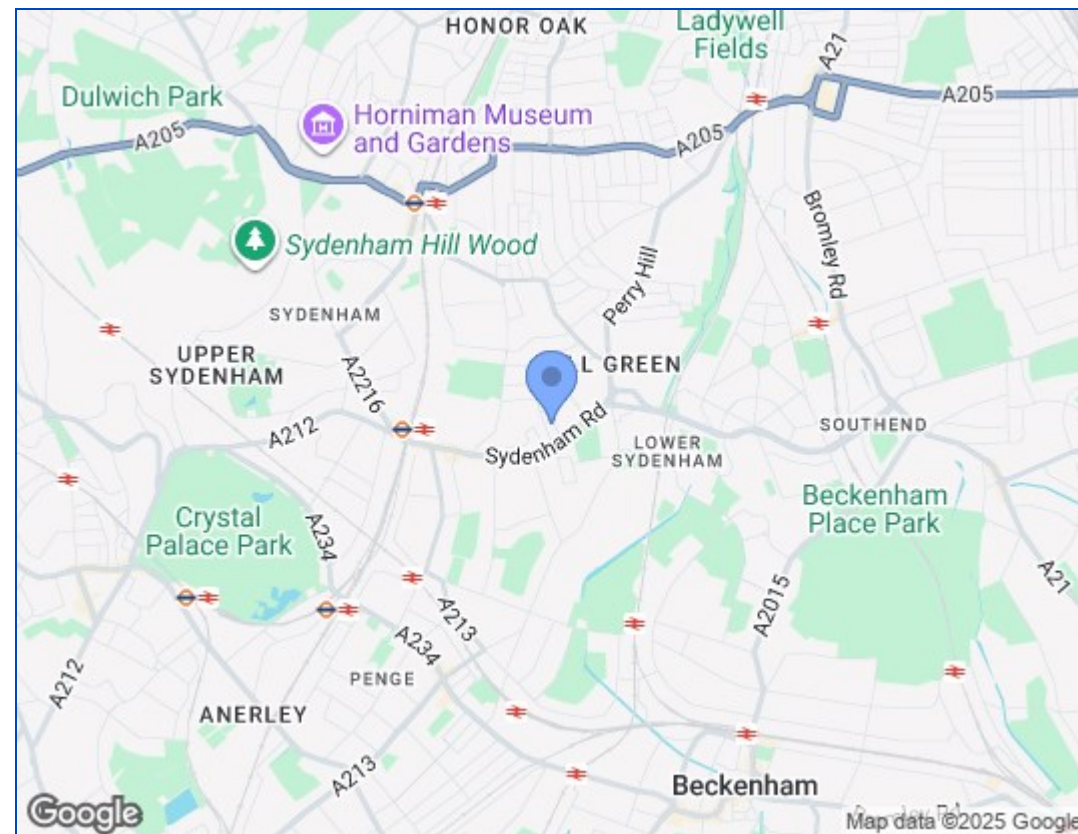 HONOR OAK
Ladywell
Fields
A21
Dulwich Park
A205
Horniman Museum
and Gardens
A205
A205
Sydenham Hill Wood
Bromley Rd
Perry Hill
SYDENHAM
UPPER
SYDENHAM
A2216
LL GREEN
A212
Sydenham Rd
SOUTHEND
LOWER
SYDENHAM
Beckenham
Place Park
Crystal
Palace Park
A234
A21
A2015
A213
A234
A212
PENGE
ANERLEY
A213
Beckenham
Google
Map data ©2025 Google